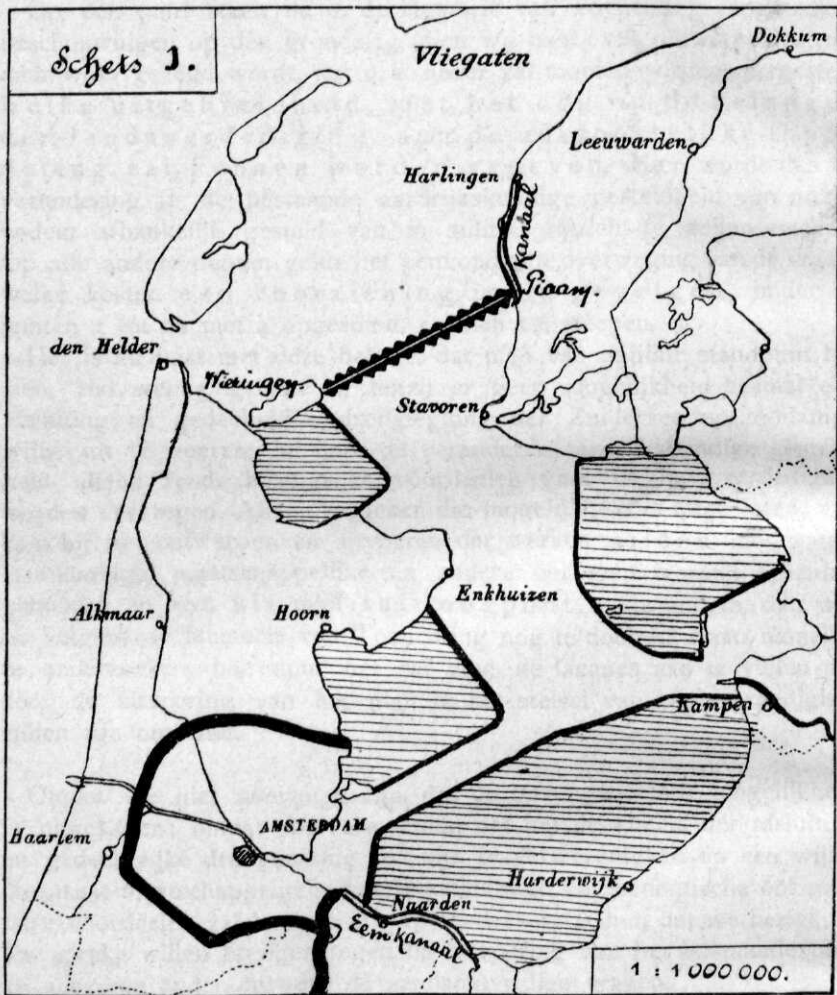 Schets 1.
Vliegaten
Dokkum
Leeuwarden
Harlingen
Kanaal
Piaam
den Helder
Wieringen
Stavoren
Enkhuizen
Hoorn
Alkmaar
Kampen
AMSTERDAM
Haarlem
Harderwijk
Naarden
Eemkanaal
1 : 1 000 000.